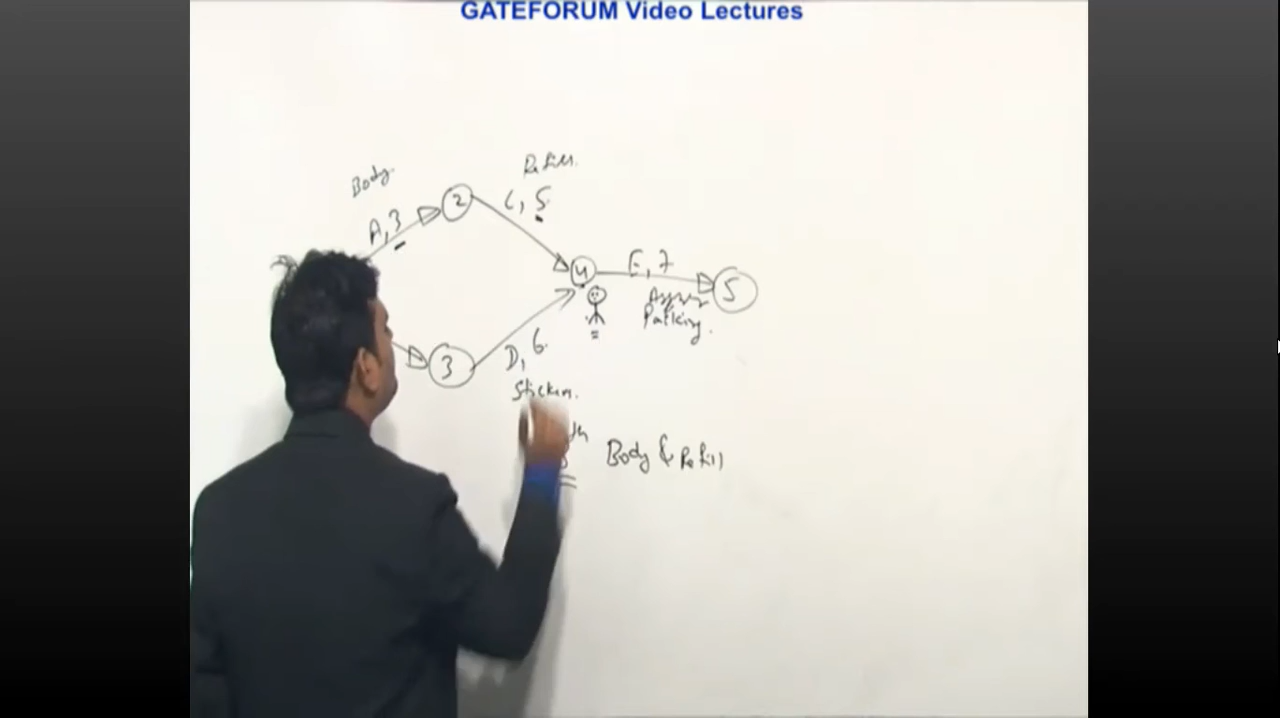 GATEFORUM Video Lectures
Body.
Refill.
A, 3
2
C, 5
4
E, 7
5
Packing.
3
D, 6
Sticker.
Body & Refill